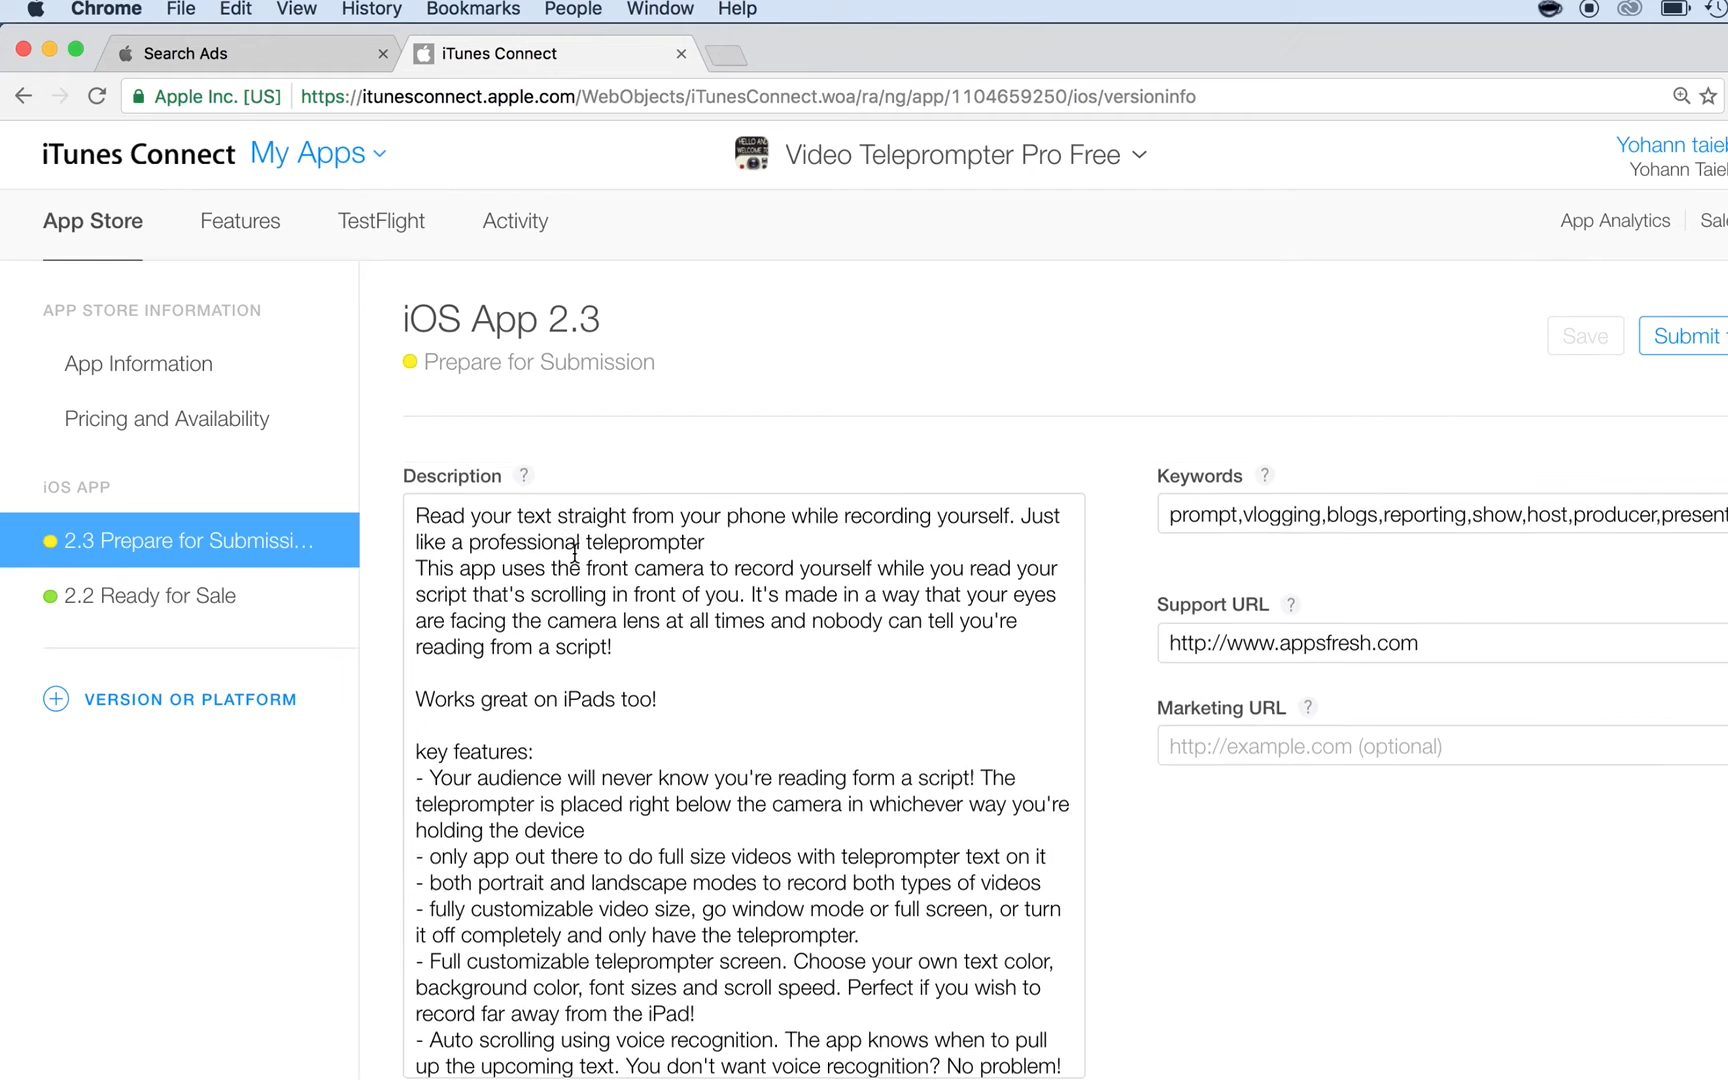 Chrome File Edit View History Bookmarks People Window Help
Search Ads
iTunes Connect
Apple Inc. [US] https://itunesconnect.apple.com/WebObjects/iTunesConnect.woa/ra/ng/app/1104659250/ios/versioninfo
iTunes Connect My Apps
Video Teleprompter Pro Free
Yohann taieb
Yohann Taieb
App Store Features TestFlight Activity
App Analytics
APP STORE INFORMATION
App Information
Pricing and Availability
iOS APP
2.3 Prepare for Submissi...
2.2 Ready for Sale
VERSION OR PLATFORM
iOS App 2.3
Prepare for Submission
Save
Submit
Description ?
Read your text straight from your phone while recording yourself. Just
like a professional teleprompter
This app uses the front camera to record yourself while you read your
script that's scrolling in front of you. It's made in a way that your eyes
are facing the camera lens at all times and nobody can tell you're
reading from a script!
Works great on iPads too!
key features:
- Your audience will never know you're reading form a script! The
teleprompter is placed right below the camera in whichever way you're
holding the device
- only app out there to do full size videos with teleprompter text on it
- both portrait and landscape modes to record both types of videos
- fully customizable video size, go window mode or full screen, or turn
it off completely and only have the teleprompter.
- Full customizable teleprompter screen. Choose your own text color,
background color, font sizes and scroll speed. Perfect if you wish to
record far away from the iPad!
- Auto scrolling using voice recognition. The app knows when to pull
up the upcoming text. You don't want voice recognition? No problem!
Keywords ?
prompt,vlogging,blogs,reporting,show,host,producer,present
Support URL ?
http://www.appsfresh.com
Marketing URL ?
http://example.com (optional)